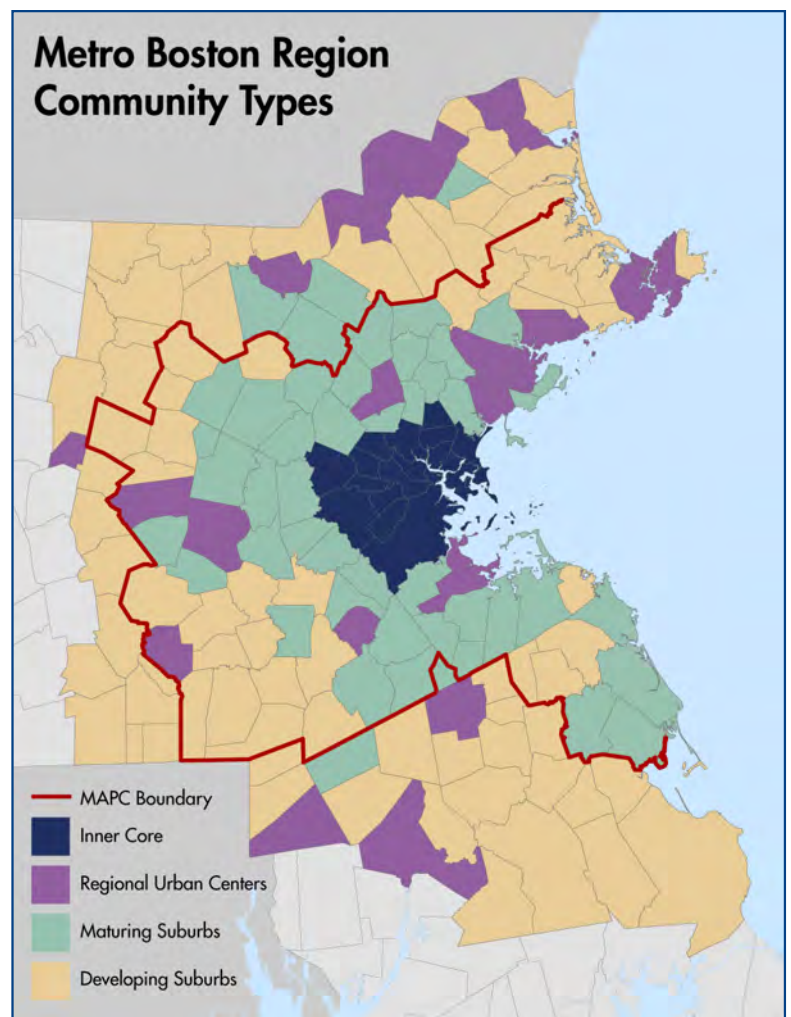 Metro Boston Region
Community Types
MAPC Boundary
Inner Core
Regional Urban Centers
Maturing Suburbs
Developing Suburbs